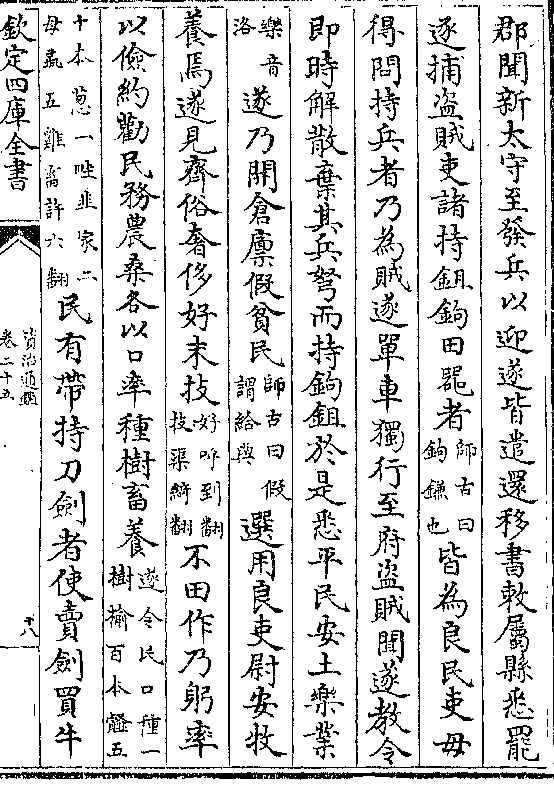 郡聞新太守至發兵以迎遂皆遣還移書敕屬縣悉罷
逐捕盗賊吏諸持鉏鉤田器者師古曰鉤鎌也皆為良民吏毋
得問持兵者乃為賊遂單車獨行至府盗賊聞遂教令
即時解散棄其兵弩而持鉤鉏於是悉平民安土樂業
樂音洛遂乃開倉廪假貧民師古曰假謂給與選用良吏尉安牧
養焉遂見齊俗奢侈好末技好呼到翻技渠綺翻不田作乃躬率
以儉約勸民務農桑各以口率種樹畜養遂令民口種一樹榆百本䪥五
十本葱一畦韭家二母彘五雞畜許六翻民有帶持刀劍者使賣劍買牛
欽定四庫全書
資治通鑑
卷二十五
十八